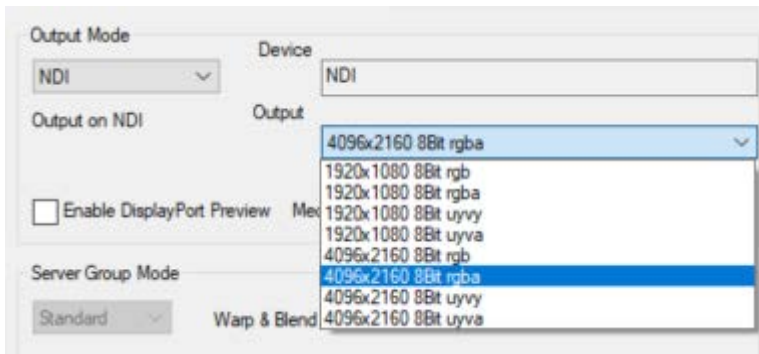 Output Mode
Device
NDI
NDI
Output on NDI
Output
4096x2160 8Bit rgba
1920x1080 8Bit rgb
1920x1080 8Bit rgba
Enable DisplayPort Preview
1920x1080 8Bit uyvy
1920x1080 8Bit uyva
4096x2160 8Bit rgb
Server Group Mode
4096x2160 8Bit rgba
4096x2160 8Bit uyvy
Standard
Warp & Blend
4096x2160 8Bit uyva